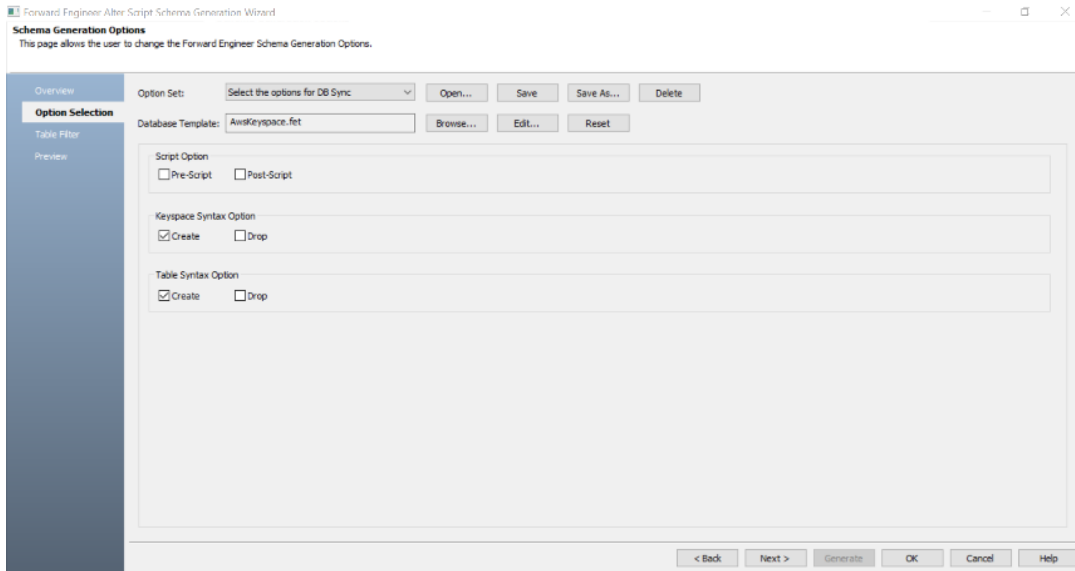 Forward Engineer Alter Script Schema Generation Wizard
Schema Generation Options
This page allows the user to change the Forward Engineer Schema Generation Options.
Overview
Option Selection
Table Filter
Preview
Option Set: Select the options for DB Sync Open... Save Save As... Delete
Database Template: AwsKeyspace.fet Browse... Edit... Reset
Script Option
Pre-Script Post-Script
Keyspace Syntax Option
Create Drop
Table Syntax Option
Create Drop
< Back Next > Generate OK Cancel Help